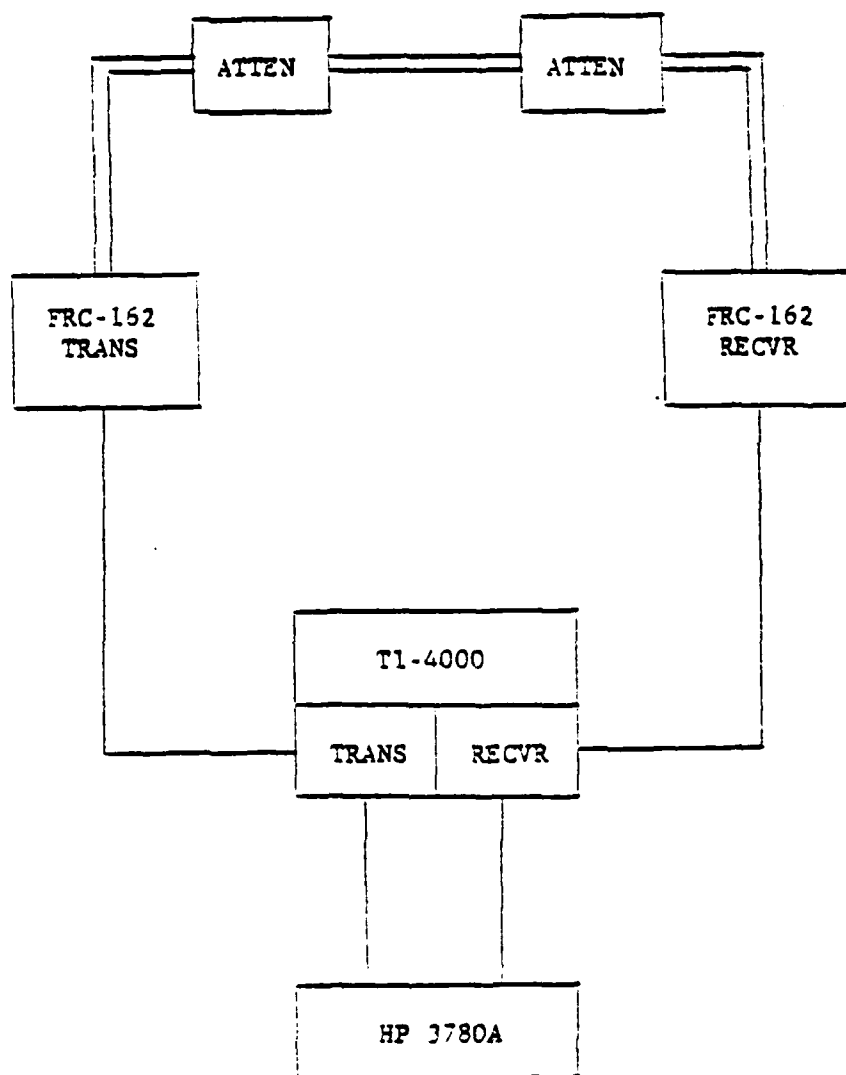 ATTEN
ATTEN
FRC-162
TRANS
FRC-162
RECVR
T1-4000
TRANS
RECVR
HP 3780A